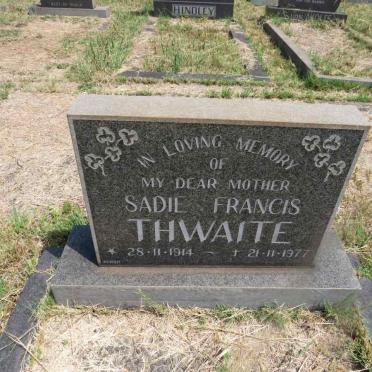 HINDLEY
IN LOVING MEMORY
OF
MY DEAR MOTHER
SADIE FRANCIS
THWAITE
* 28·11·1914 ~ † 21·11·1977